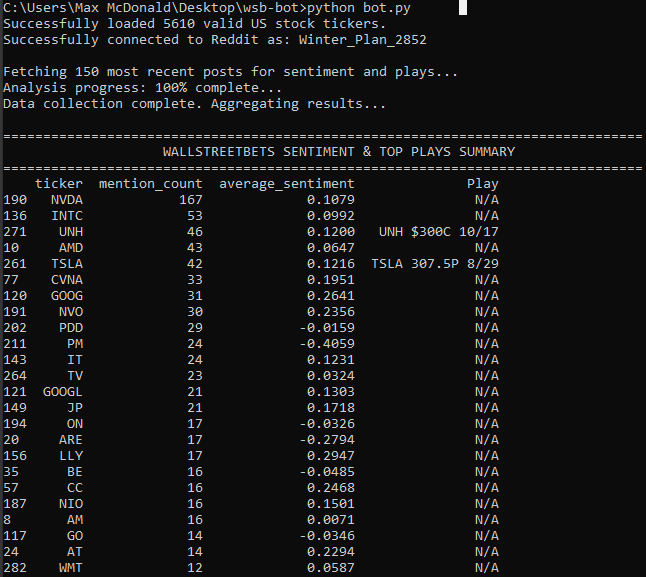 C:\Users\Max McDonald\Desktop\wsb-bot>python bot.py
Successfully loaded 5610 valid US stock tickers.
Successfully connected to Reddit as: Winter_Plan_2852
Fetching 150 most recent posts for sentiment and plays...
Analysis progress: 100% complete...
Data collection complete. Aggregating results...
================================================================================
WALLSTREETBETS SENTIMENT & TOP PLAYS SUMMARY
================================================================================
ticker mention_count average_sentiment Play
190 NVDA 167 0.1079 N/A
136 INTC 53 0.0992 N/A
271 UNH 46 0.1200 UNH $300C 10/17
10 AMD 43 0.0647 N/A
261 TSLA 42 0.1216 TSLA 307.5P 8/29
77 CVNA 33 0.1951 N/A
120 GOOG 31 0.2641 N/A
191 NVO 30 0.2356 N/A
202 PDD 29 -0.0159 N/A
211 PM 24 -0.4059 N/A
143 IT 24 0.1231 N/A
264 TV 23 0.0324 N/A
121 GOOGL 21 0.1303 N/A
149 JP 21 0.1718 N/A
194 ON 17 -0.0326 N/A
20 ARE 17 -0.2794 N/A
156 LLY 17 0.2947 N/A
35 BE 16 -0.0485 N/A
57 CC 16 0.2468 N/A
187 NIO 16 0.1501 N/A
8 AM 16 0.0071 N/A
117 GO 14 -0.0346 N/A
24 AT 14 0.2294 N/A
282 WMT 12 0.0587 N/A